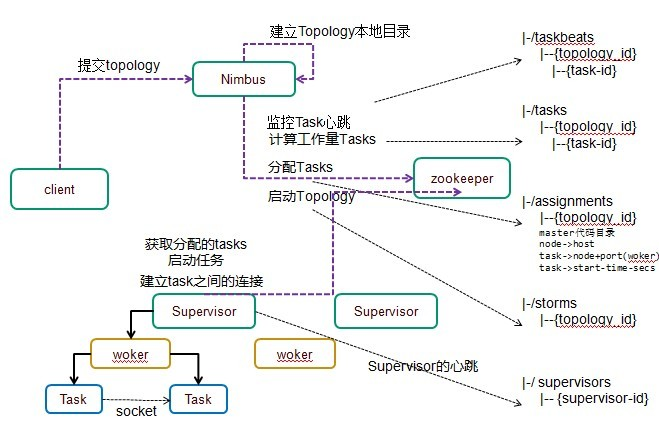 建立Topology本地目录
提交topology
Nimbus
client
监控Task心跳
计算工作量Tasks
分配Tasks
zookeeper
启动Topology
获取分配的tasks
启动任务
建立task之间的连接
Supervisor
Supervisor
woker
woker
Supervisor的心跳
Task
Task
socket
|-/taskbeats
|--{topology_id}
|--{task-id}
|-/tasks
|--{topology_id}
|--{task-id}
|-/assignments
|--{topology_id}
master代码目录
node->host
task->node+port(woker)
task->start-time-secs
|-/storms
|--{topology_id}
|-/ supervisors
|-- {supervisor-id}